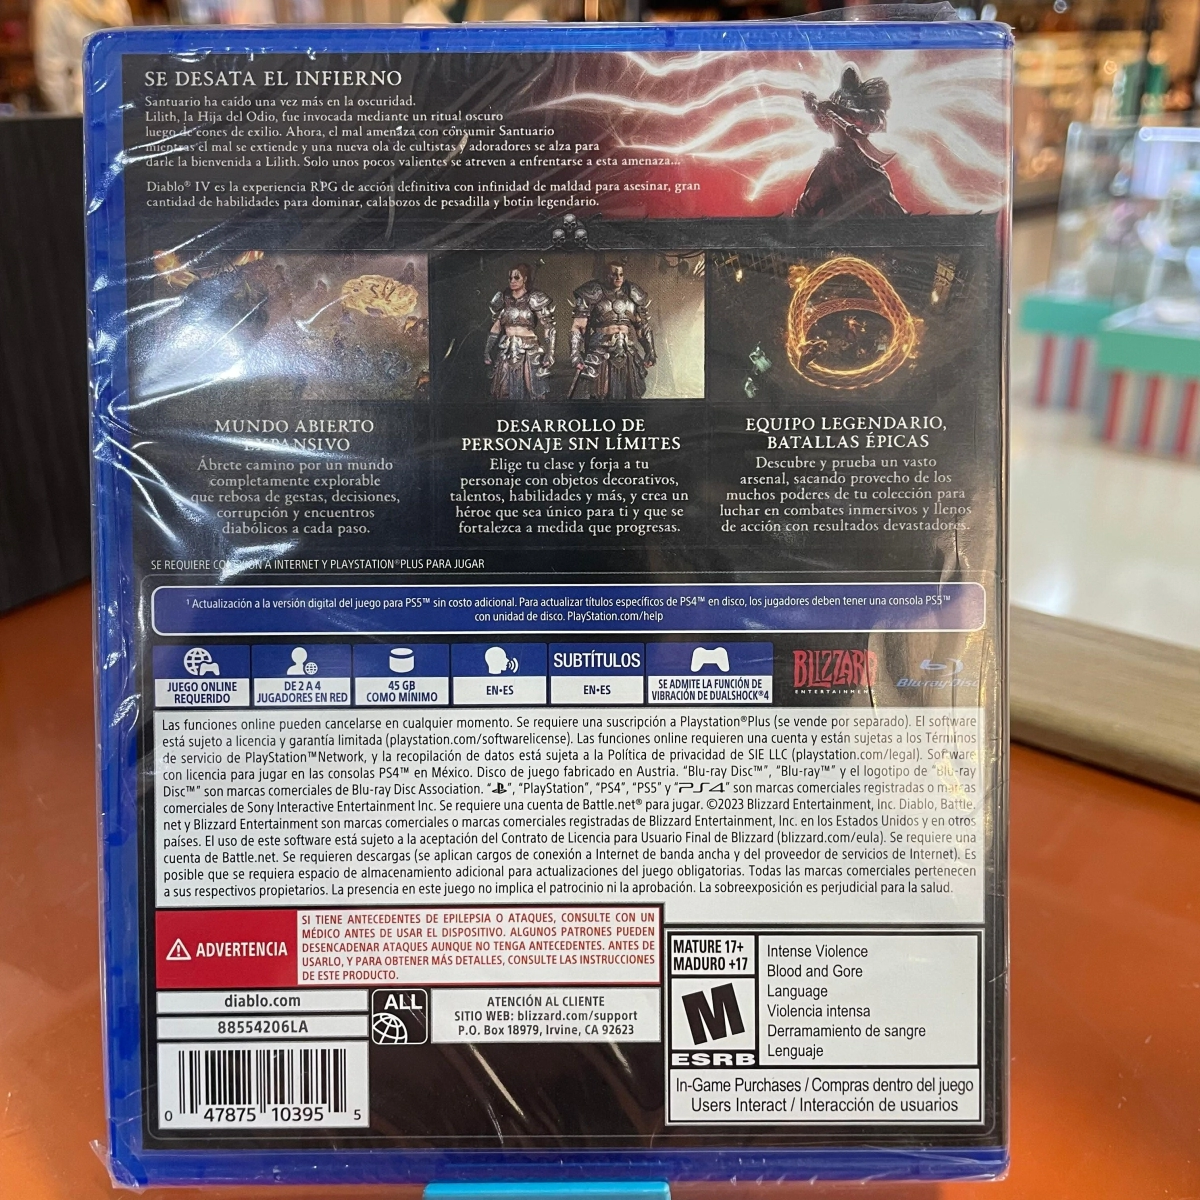 SE DESATA EL INFIERNO
Santuario ha caído una vez más en la oscuridad.
Lilith, la Hija del Odio, fue invocada mediante un ritual oscuro
luego de eones de exilio. Ahora, el mal amenaza con consumir Santuario
mientras el mal se extiende y una nueva ola de cultistas y adoradores se alza para
darle la bienvenida a Lilith. Solo unos pocos valientes se atreven a enfrentarse a esta amenaza...
Diablo® IV es la experiencia RPG de acción definitiva con infinidad de maldad para asesinar, gran
cantidad de habilidades para dominar, calabozos de pesadilla y botín legendario.
MUNDO ABIERTO
EXPANSIVO
Ábrete camino por un mundo
completamente explorable
que rebosa de gestas, decisiones,
corrupción y encuentros
diabólicos a cada paso.
DESARROLLO DE
PERSONAJE SIN LÍMITES
Elige tu clase y forja a tu
personaje con objetos decorativos,
talentos, habilidades y más, y crea un
héroe que sea único para ti y que se
fortalezca a medida que progresas.
EQUIPO LEGENDARIO,
BATALLAS ÉPICAS
Descubre y prueba un vasto
arsenal, sacando provecho de los
muchos poderes de tu colección para
luchar en combates inmersivos y llenos
de acción con resultados devastadores.
SE REQUIERE CONEXIÓN A INTERNET Y PLAYSTATION®PLUS PARA JUGAR
¹ Actualización a la versión digital del juego para PS5™ sin costo adicional. Para actualizar títulos específicos de PS4™ en disco, los jugadores deben tener una consola PS5™
con unidad de disco. PlayStation.com/help
JUEGO ONLINE
REQUERIDO
DE 2 A 4
JUGADORES EN RED
45 GB
COMO MÍNIMO
EN•ES
SUBTÍTULOS
EN•ES
SE ADMITE LA FUNCIÓN DE
VIBRACIÓN DE DUALSHOCK®4
BLIZZARD
ENTERTAINMENT
Blu-ray Disc
Las funciones online pueden cancelarse en cualquier momento. Se requiere una suscripción a Playstation®Plus (se vende por separado). El software
está sujeto a licencia y garantía limitada (playstation.com/softwarelicense). Las funciones online requieren una cuenta y están sujetas a los Términos
de servicio de PlayStation™Network, y la recopilación de datos está sujeta a la Política de privacidad de SIE LLC (playstation.com/legal). Software
con licencia para jugar en las consolas PS4™ en México. Disco de juego fabricado en Austria. "Blu-ray Disc™", "Blu-ray™" y el logotipo de "Blu-ray
Disc™" son marcas comerciales de Blu-ray Disc Association. "PS", "PlayStation", "PS4", "PS5" y "PS4" son marcas comerciales registradas o marcas
comerciales de Sony Interactive Entertainment Inc. Se requiere una cuenta de Battle.net® para jugar. ©2023 Blizzard Entertainment, Inc. Diablo, Battle.
net y Blizzard Entertainment son marcas comerciales o marcas comerciales registradas de Blizzard Entertainment, Inc. en los Estados Unidos y en otros
países. El uso de este software está sujeto a la aceptación del Contrato de Licencia para Usuario Final de Blizzard (blizzard.com/eula). Se requiere una
cuenta de Battle.net. Se requieren descargas (se aplican cargos de conexión a Internet de banda ancha y del proveedor de servicios de Internet). Es
posible que se requiera espacio de almacenamiento adicional para actualizaciones del juego obligatorias. Todas las marcas comerciales pertenecen
a sus respectivos propietarios. La presencia en este juego no implica el patrocinio ni la aprobación. La sobreexposición es perjudicial para la salud.
ADVERTENCIA
SI TIENE ANTECEDENTES DE EPILEPSIA O ATAQUES, CONSULTE CON UN
MÉDICO ANTES DE USAR EL DISPOSITIVO. ALGUNOS PATRONES PUEDEN
DESENCADENAR ATAQUES AUNQUE NO TENGA ANTECEDENTES. ANTES DE
USARLO, Y PARA OBTENER MÁS DETALLES, CONSULTE LAS INSTRUCCIONES
DE ESTE PRODUCTO.
diablo.com
88554206LA
ALL
ATENCIÓN AL CLIENTE
SITIO WEB: blizzard.com/support
P.O. Box 18979, Irvine, CA 92623
0 47875 10395 5
MATURE 17+
MADURO +17
M
ESRB
Intense Violence
Blood and Gore
Language
Violencia intensa
Derramamiento de sangre
Lenguaje
In-Game Purchases / Compras dentro del juego
Users Interact / Interacción de usuarios